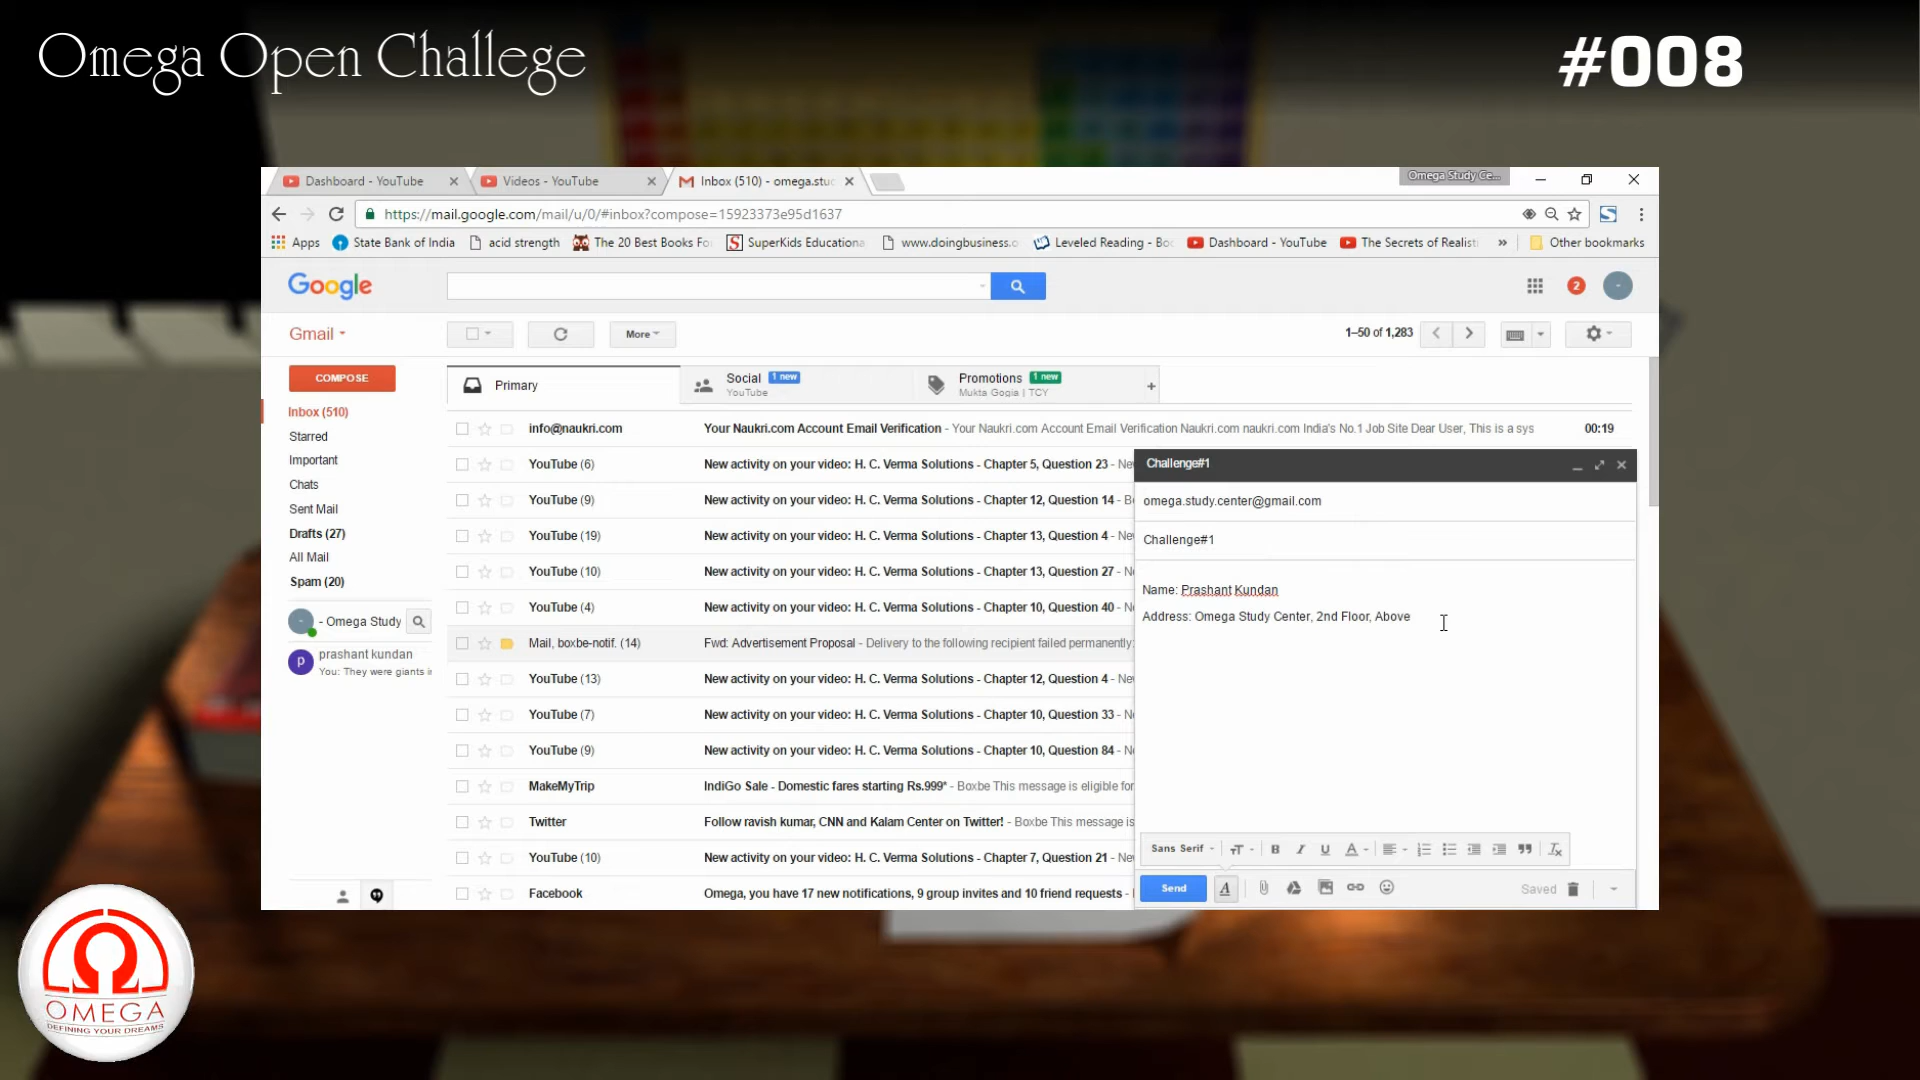 Omega Open Challege
#008
Dashboard - YouTube
Videos - YouTube
Inbox (510) - omega.stuc
Omega Study Ce...
https://mail.google.com/mail/u/0/#inbox?compose=15923373e95d1637
Apps State Bank of India acid strength The 20 Best Books Fo SuperKids Educationa www.doingbusiness.o Leveled Reading - Boo Dashboard - YouTube The Secrets of Realisti » Other bookmarks
Google
2
Gmail
More
1–50 of 1,283
COMPOSE
Inbox (510)
Starred
Important
Chats
Sent Mail
Drafts (27)
All Mail
Spam (20)
- Omega Study
prashant kundan
You: They were giants i
Primary
Social 1 new
YouTube
Promotions 1 new
Mukta Gogia | TCY
+
info@naukri.com Your Naukri.com Account Email Verification - Your Naukri.com Account Email Verification Naukri.com naukri.com India's No.1 Job Site Dear User, This is a sys 00:19
YouTube (6) New activity on your video: H. C. Verma Solutions - Chapter 5, Question 23 - Ne
YouTube (9) New activity on your video: H. C. Verma Solutions - Chapter 12, Question 14 - B
YouTube (19) New activity on your video: H. C. Verma Solutions - Chapter 13, Question 4 - Ne
YouTube (10) New activity on your video: H. C. Verma Solutions - Chapter 13, Question 27 - N
YouTube (4) New activity on your video: H. C. Verma Solutions - Chapter 10, Question 40 - N
Mail, boxbe-notif. (14) Fwd: Advertisement Proposal - Delivery to the following recipient failed permanently:
YouTube (13) New activity on your video: H. C. Verma Solutions - Chapter 12, Question 4 - Ne
YouTube (7) New activity on your video: H. C. Verma Solutions - Chapter 10, Question 33 - N
YouTube (9) New activity on your video: H. C. Verma Solutions - Chapter 10, Question 84 - N
MakeMyTrip IndiGo Sale - Domestic fares starting Rs.999* - Boxbe This message is eligible for
Twitter Follow ravish kumar, CNN and Kalam Center on Twitter! - Boxbe This message is
YouTube (10) New activity on your video: H. C. Verma Solutions - Chapter 7, Question 21 - Ne
Facebook Omega, you have 17 new notifications, 9 group invites and 10 friend requests -
Challenge#1
omega.study.center@gmail.com
Challenge#1
Name: Prashant Kundan
Address: Omega Study Center, 2nd Floor, Above
Sans Serif
Send
Saved
OMEGA
DEFINING YOUR DREAMS